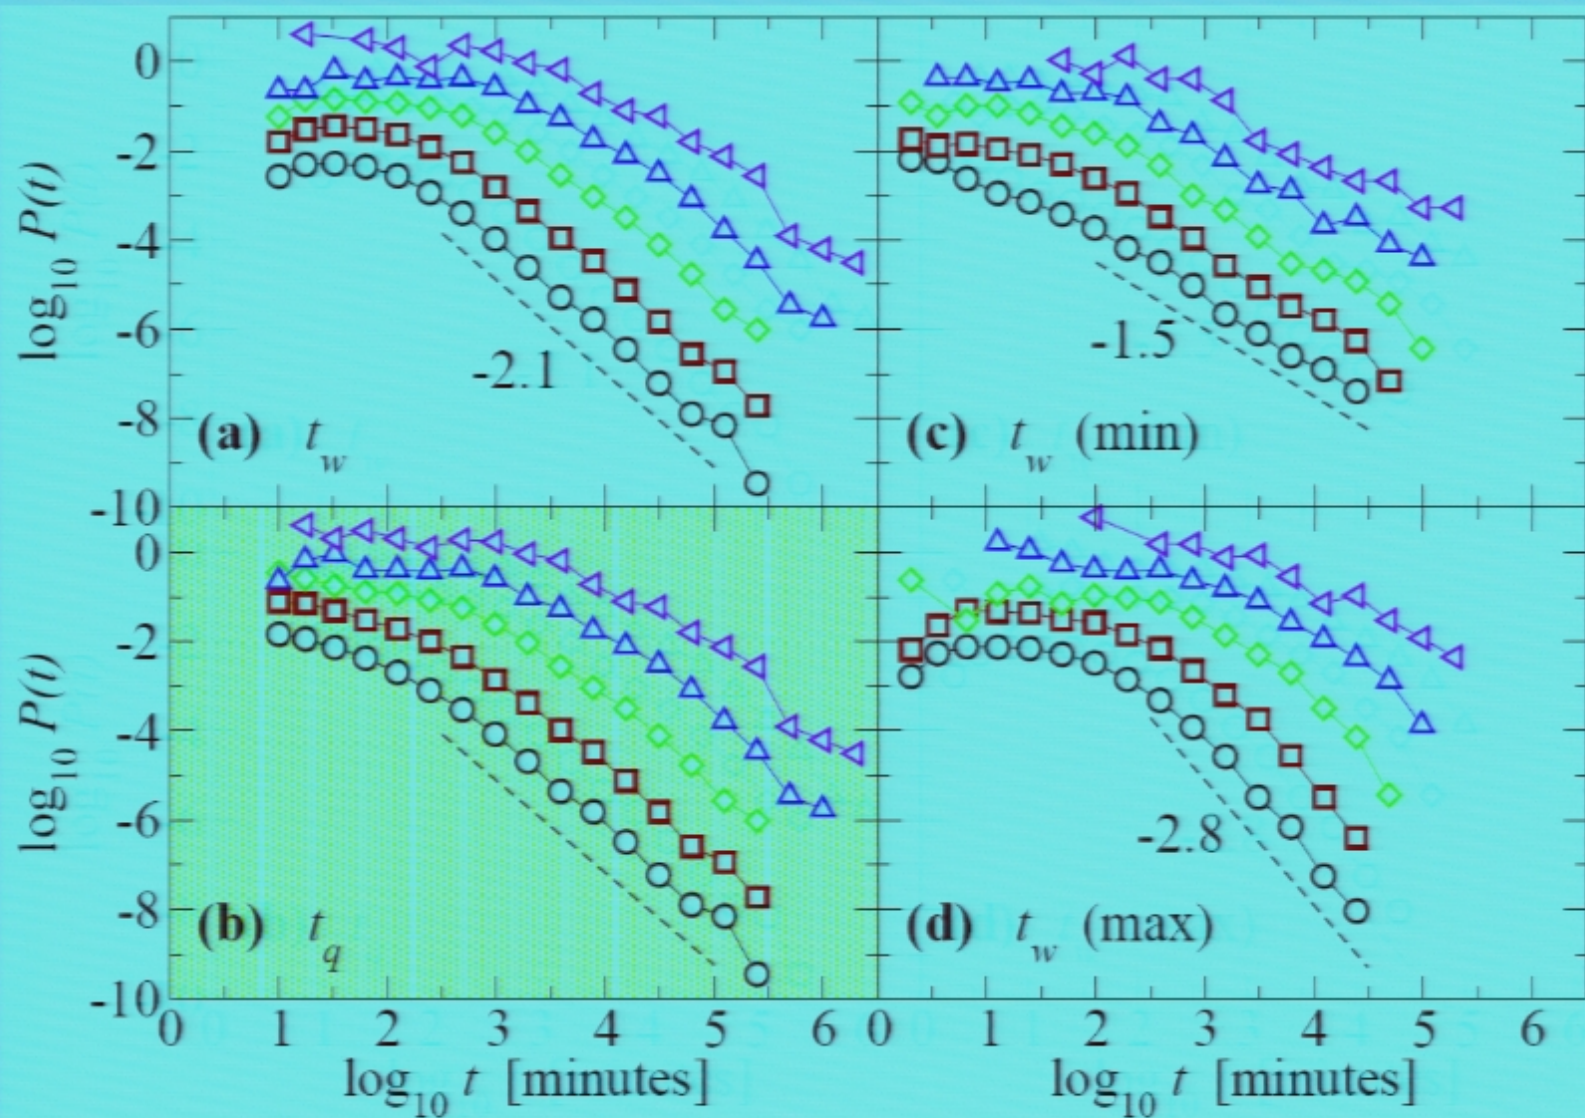 0
-2
-4
-6
-8
-10
log10 P(t)
-2.1
(a) tw
-1.5
(c) tw (min)
0
-2
-4
-6
-8
-10
log10 P(t)
(b) tq
-2.8
(d) tw (max)
0 1 2 3 4 5 6 0 1 2 3 4 5 6
log10 t [minutes] log10 t [minutes]